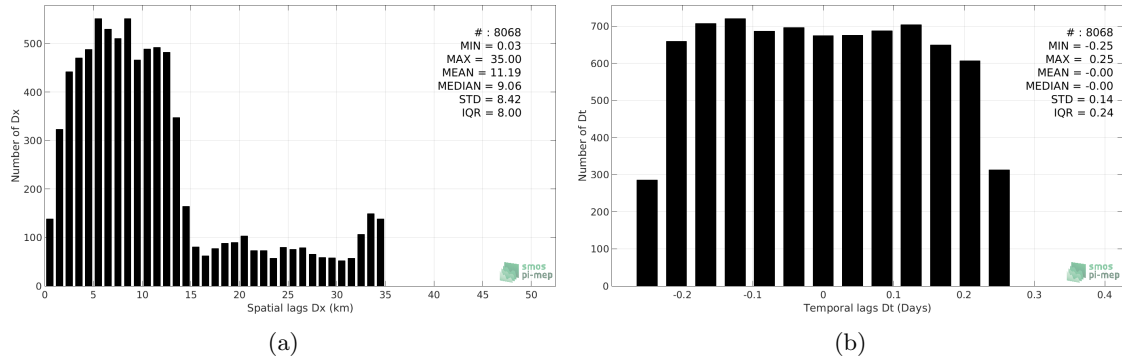 # : 8068
MIN = 0.03
MAX = 35.00
MEAN = 11.19
MEDIAN = 9.06
STD = 8.42
IQR = 8.00
Number of Dx
500
400
300
200
100
0
0 5 10 15 20 25 30 35 40 45 50
Spatial lags Dx (km)
smos
pi-mep
(a)
# : 8068
MIN = -0.25
MAX = 0.25
MEAN = -0.00
MEDIAN = -0.00
STD = 0.14
IQR = 0.24
Number of Dt
700
600
500
400
300
200
100
0
-0.2 -0.1 0 0.1 0.2 0.3 0.4
Temporal lags Dt (Days)
smos
pi-mep
(b)